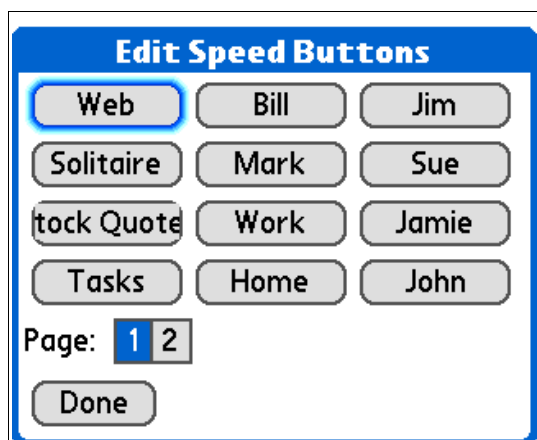 Edit Speed Buttons
Web Bill Jim
Solitaire Mark Sue
tock Quote Work Jamie
Tasks Home John
Page: 1 2
Done